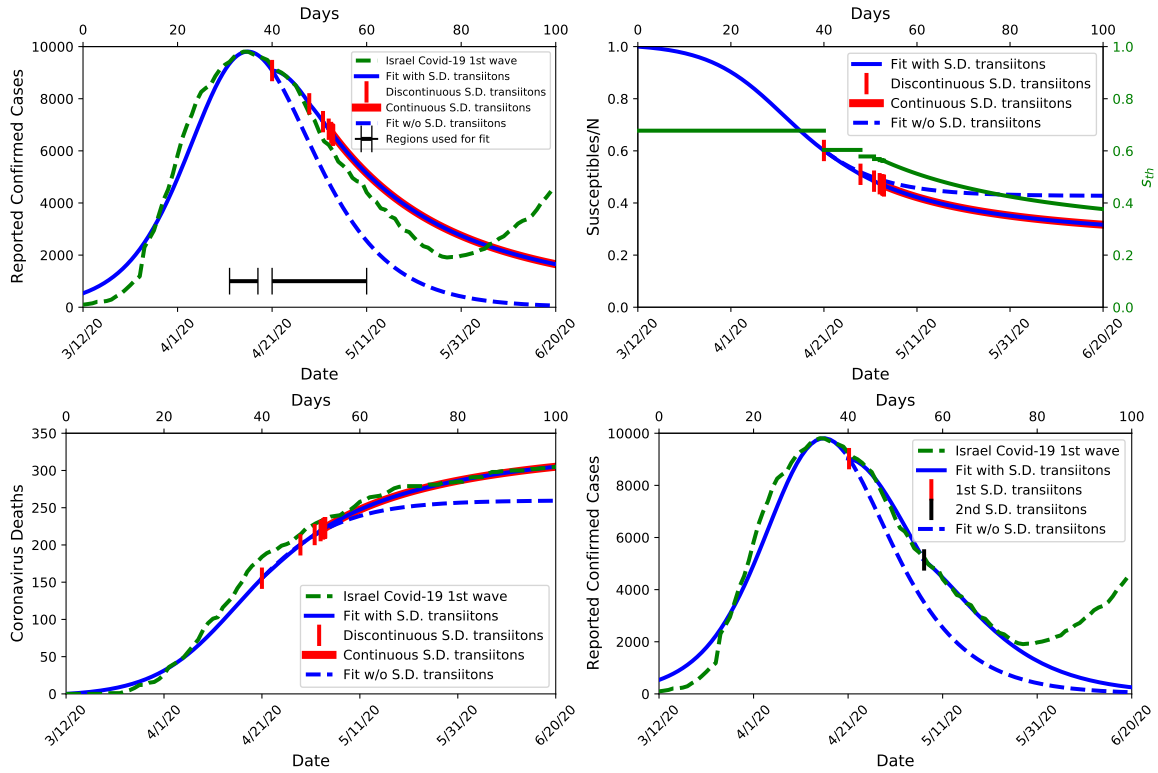 Days
0 20 40 60 80 100
10000
8000
6000
4000
2000
0
Reported Confirmed Cases
Israel Covid-19 1st wave
Fit with S.D. transiitons
Discontinuous S.D. transiitons
Continuous S.D. transiitons
Fit w/o S.D. transiitons
Regions used for fit
3/12/20 4/1/20 4/21/20 5/11/20 5/31/20 6/20/20
Date
Days
0 20 40 60 80 100
1.0
0.8
0.6
0.4
0.2
0.0
Susceptibles/N
Fit with S.D. transiitons
Discontinuous S.D. transiitons
Continuous S.D. transiitons
Fit w/o S.D. transiitons
1.0
0.8
0.6
0.4
0.2
0.0
sth
3/12/20 4/1/20 4/21/20 5/11/20 5/31/20 6/20/20
Date
Days
0 20 40 60 80 100
350
300
250
200
150
100
50
0
Coronavirus Deaths
Israel Covid-19 1st wave
Fit with S.D. transiitons
Discontinuous S.D. transiitons
Continuous S.D. transiitons
Fit w/o S.D. transiitons
3/12/20 4/1/20 4/21/20 5/11/20 5/31/20 6/20/20
Date
Days
0 20 40 60 80 100
10000
8000
6000
4000
2000
0
Reported Confirmed Cases
Israel Covid-19 1st wave
Fit with S.D. transiitons
1st S.D. transiitons
2nd S.D. transiitons
Fit w/o S.D. transiitons
3/12/20 4/1/20 4/21/20 5/11/20 5/31/20 6/20/20
Date